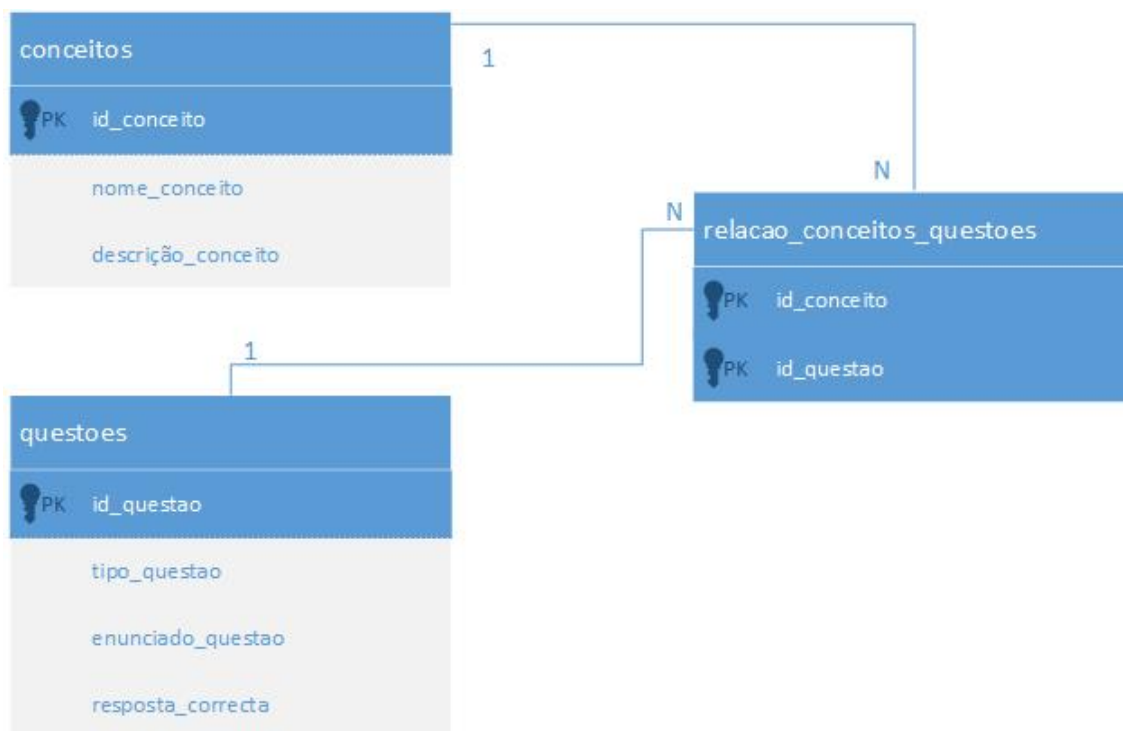 conceitos
1
PK id_conceito
nome_conceito
descrição_conceito
N
N
relacao_conceitos_questoes
PK id_conceito
PK id_questao
1
questoes
PK id_questao
tipo_questao
enunciado_questao
resposta_correcta